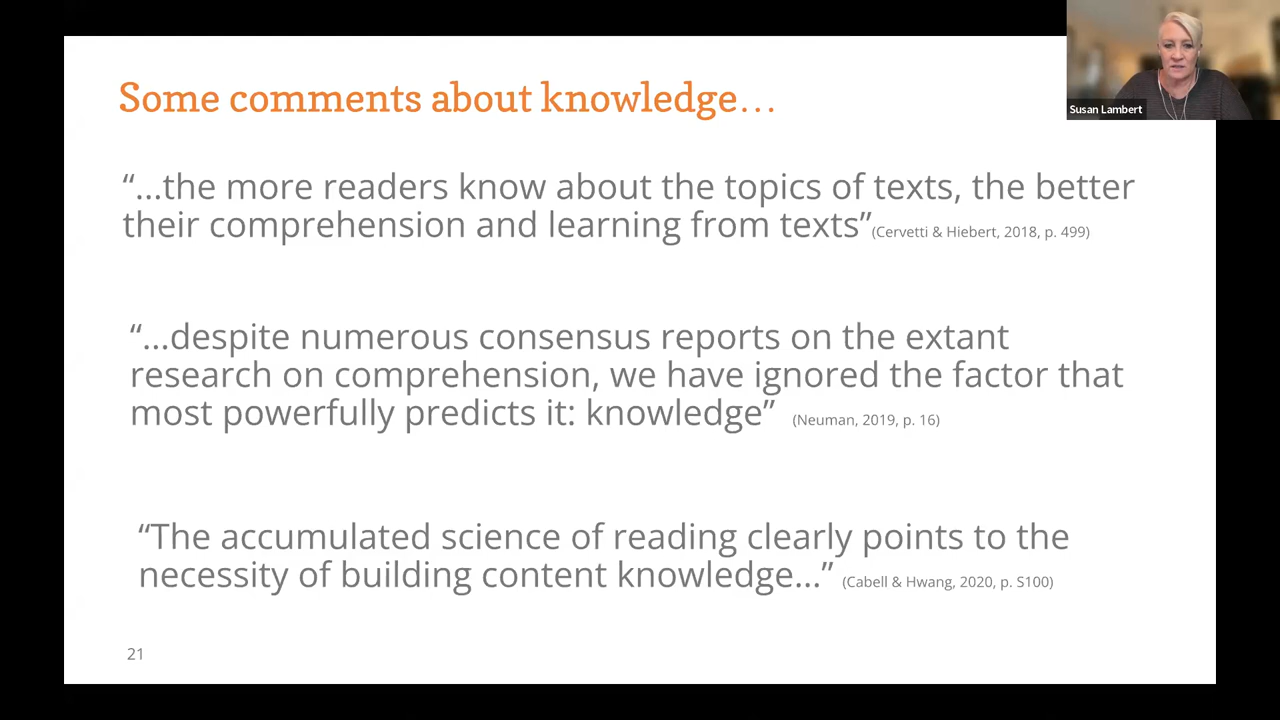 Some comments about knowledge…
Susan Lambert
“…the more readers know about the topics of texts, the better
their comprehension and learning from texts” (Cervetti & Hiebert, 2018, p. 499)
“…despite numerous consensus reports on the extant
research on comprehension, we have ignored the factor that
most powerfully predicts it: knowledge” (Neuman, 2019, p. 16)
“The accumulated science of reading clearly points to the
necessity of building content knowledge…” (Cabell & Hwang, 2020, p. S100)
21